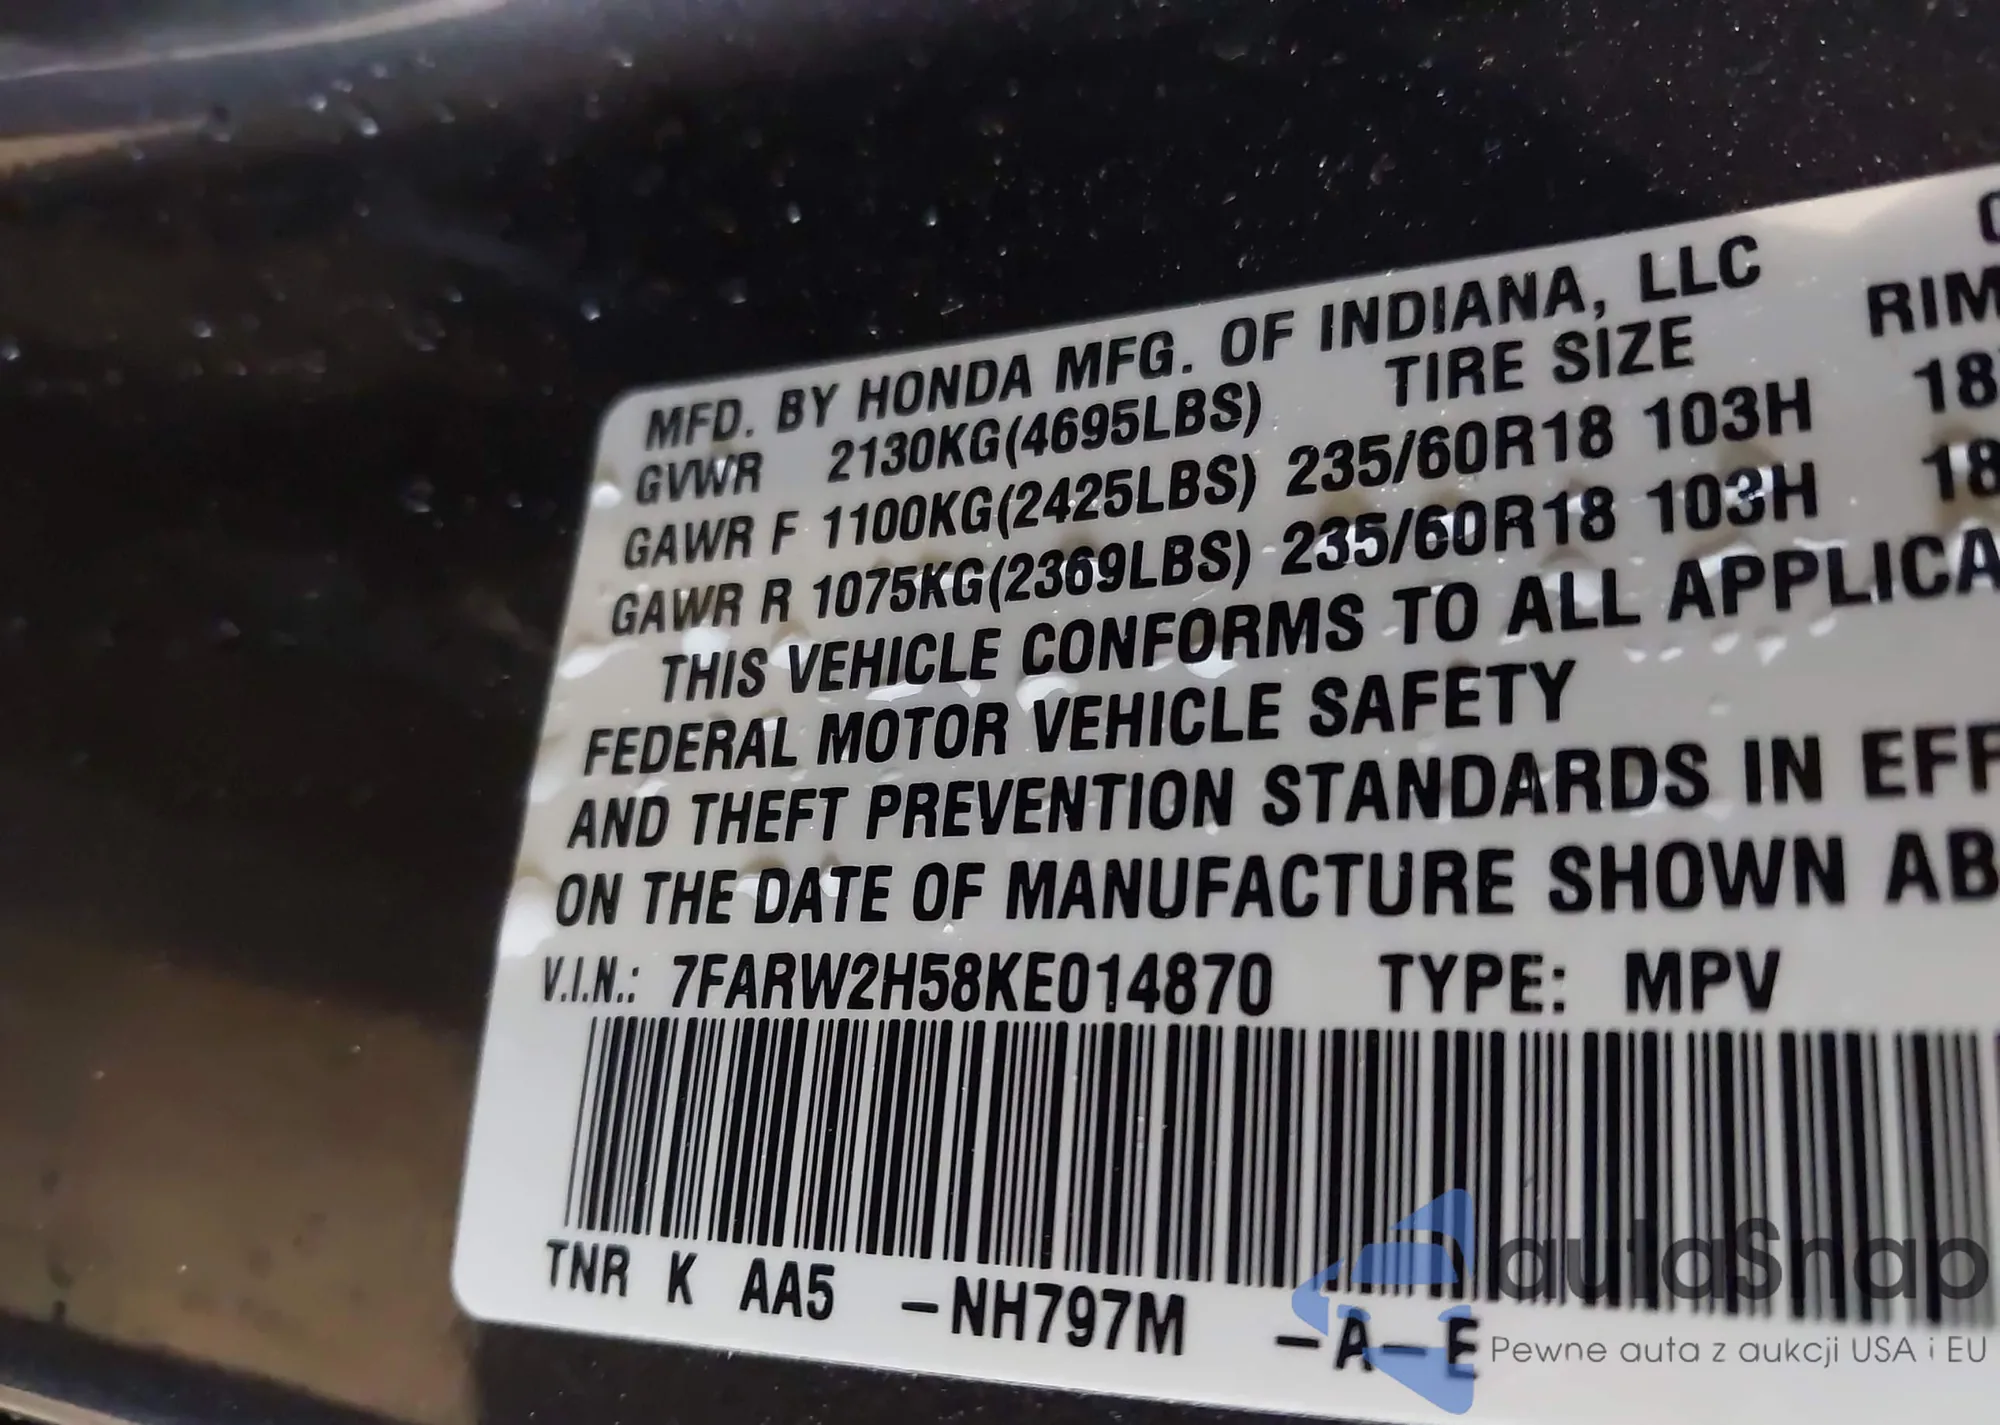 MFD. BY HONDA MFG. OF INDIANA, LLC
GVWR 2130KG(4695LBS) TIRE SIZE RIM
GAWR F 1100KG(2425LBS) 235/60R18 103H 18
GAWR R 1075KG(2369LBS) 235/60R18 103H 18
THIS VEHICLE CONFORMS TO ALL APPLICA
FEDERAL MOTOR VEHICLE SAFETY
AND THEFT PREVENTION STANDARDS IN EFF
ON THE DATE OF MANUFACTURE SHOWN AB
V.I.N.: 7FARW2H58KE014870 TYPE: MPV
TNR K AA5 -NH797M -A-E
autaSnap
Pewne auta z aukcji USA i EU